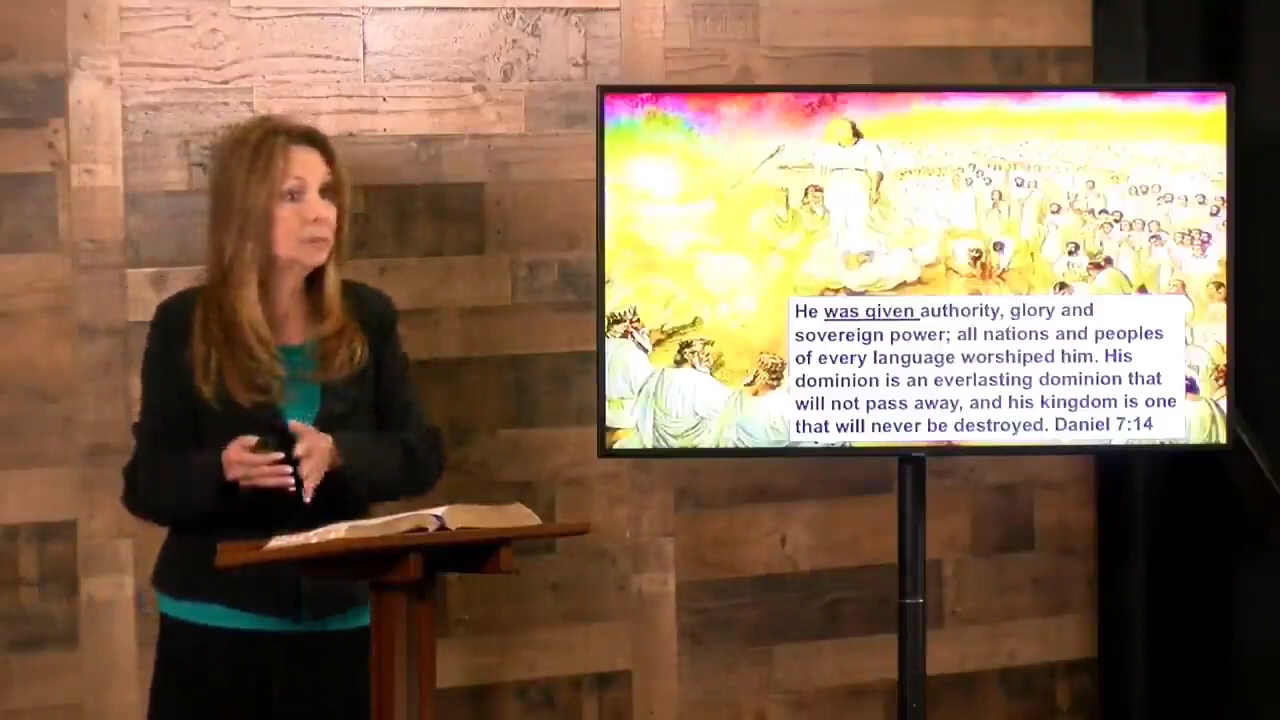 He was given authority, glory and
sovereign power; all nations and peoples
of every language worshiped him. His
dominion is an everlasting dominion that
will not pass away, and his kingdom is one
that will never be destroyed. Daniel 7:14